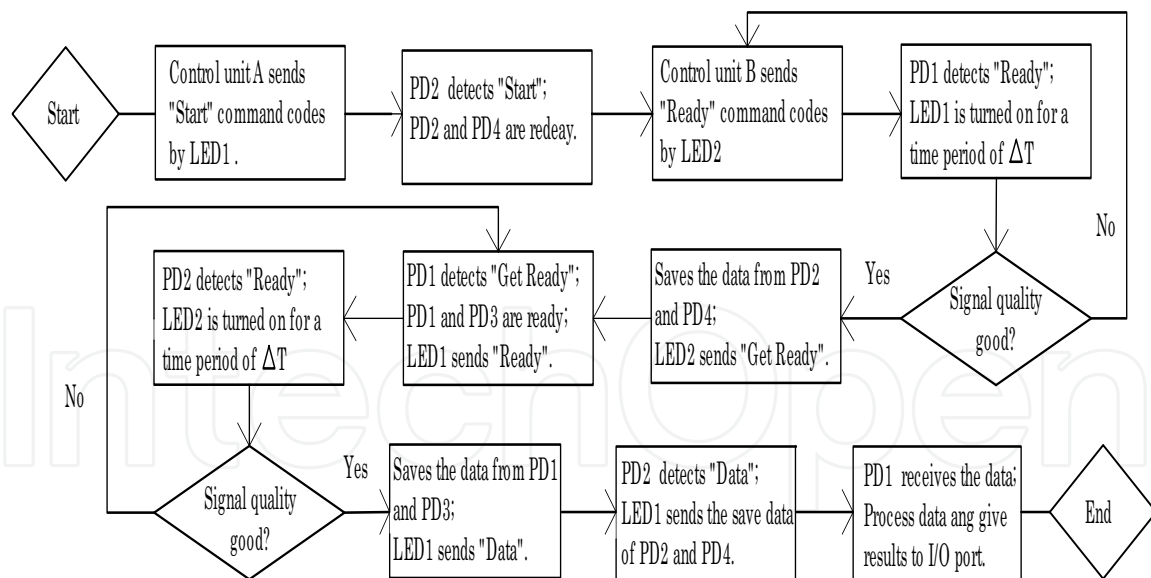 Start
Control unit A sends
"Start" command codes
by LED1 .
PD2 detects "Start";
PD2 and PD4 are redeay.
Control unit B sends
"Ready" command codes
by LED2
PD1 detects "Ready";
LED1 is turned on for a
time period of ΔT
No
Signal quality
good?
Yes
Saves the data from PD2
and PD4;
LED2 sends "Get Ready".
PD1 detects "Get Ready";
PD1 and PD3 are ready;
LED1 sends "Ready".
PD2 detects "Ready";
LED2 is turned on for a
time period of ΔT
No
Signal quality
good?
Yes
Saves the data from PD1
and PD3;
LED1 sends "Data".
PD2 detects "Data";
LED1 sends the save data
of PD2 and PD4.
PD1 receives the data;
Process data ang give
results to I/O port.
End
IntechOpen